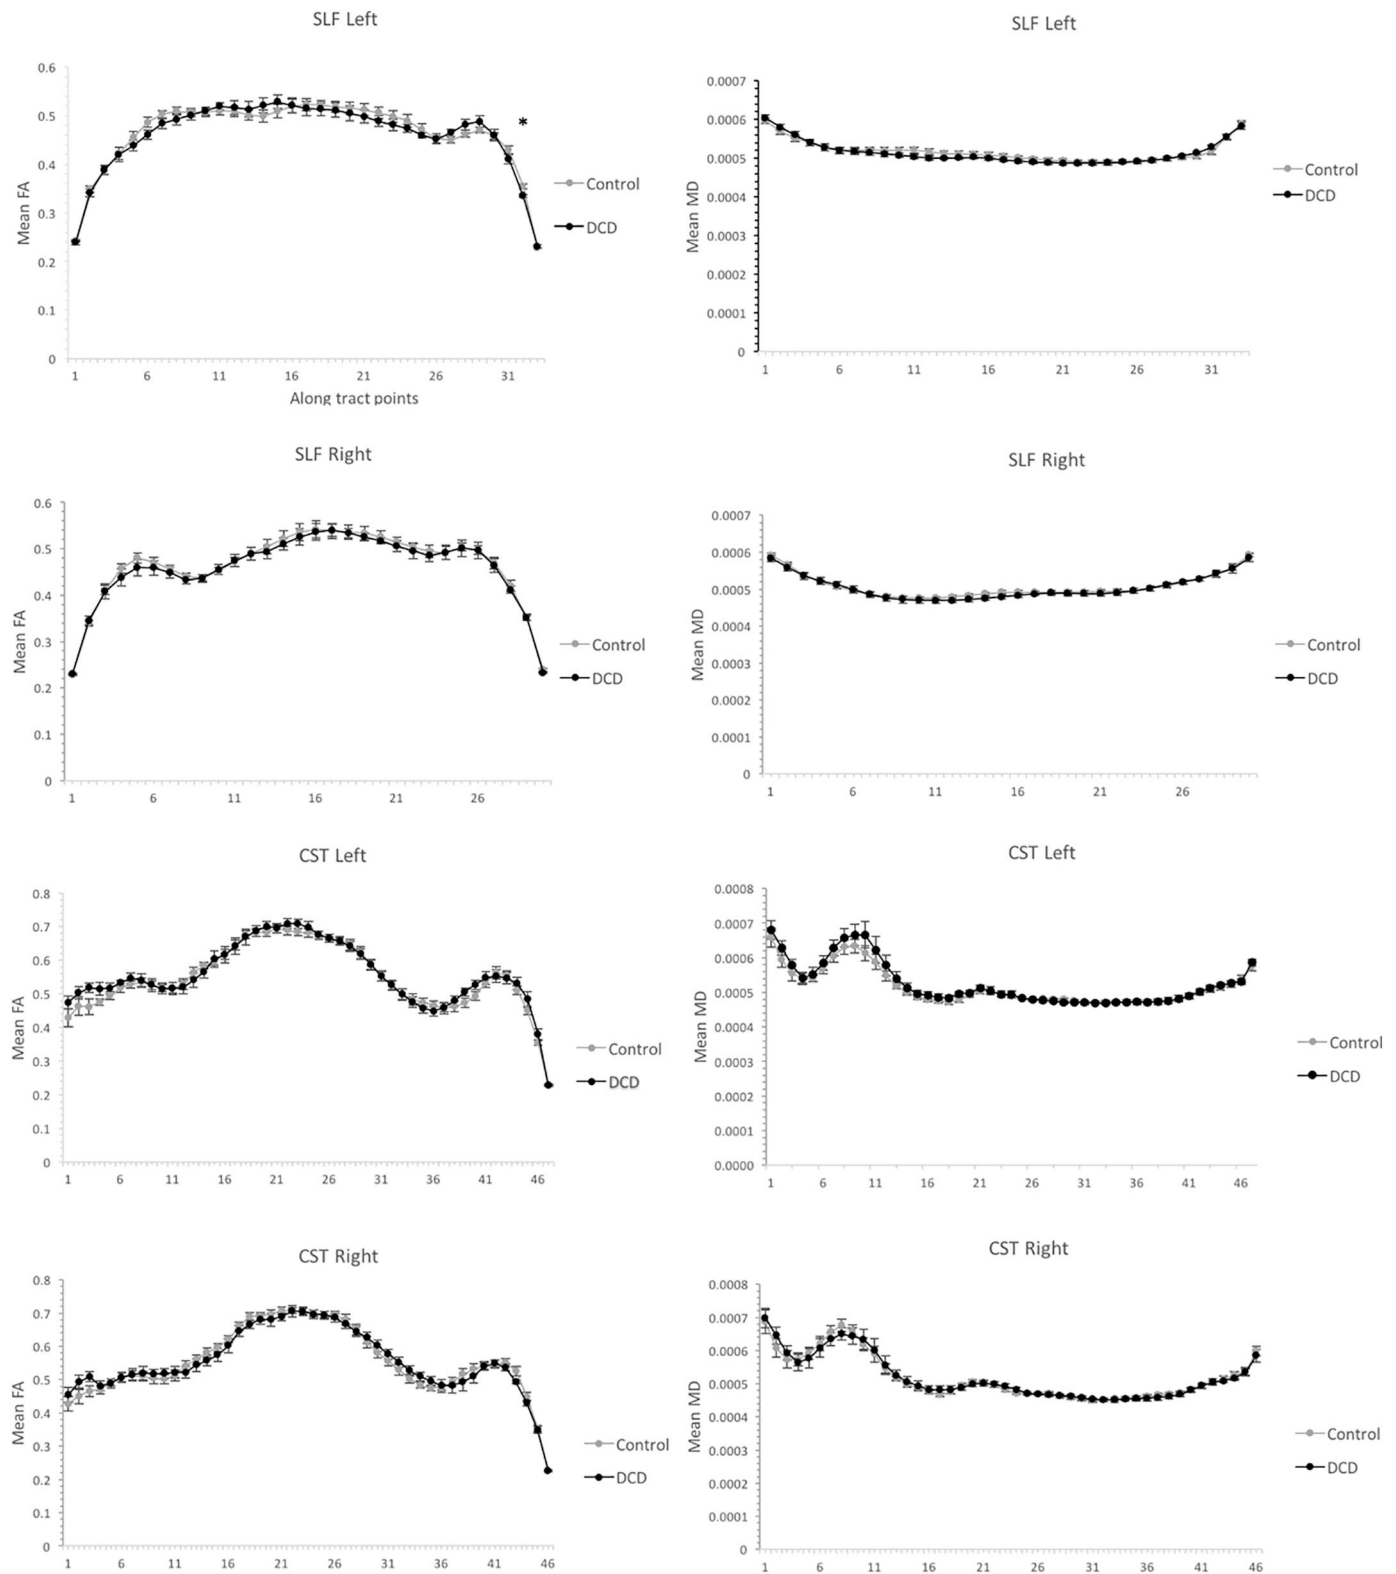 SLF Left
0.6
0.5
0.4
0.3
0.2
0.1
0
Mean FA
*
Control
DCD
1 6 11 16 21 26 31
Along tract points
SLF Left
0.0007
0.0006
0.0005
0.0004
0.0003
0.0002
0.0001
0
Mean MD
Control
DCD
1 6 11 16 21 26 31
SLF Right
0.6
0.5
0.4
0.3
0.2
0.1
0
Mean FA
Control
DCD
1 6 11 16 21 26
SLF Right
0.0007
0.0006
0.0005
0.0004
0.0003
0.0002
0.0001
0
Mean MD
Control
DCD
1 6 11 16 21 26
CST Left
0.8
0.7
0.6
0.5
0.4
0.3
0.2
0.1
0
Mean FA
Control
DCD
1 6 11 16 21 26 31 36 41 46
CST Left
0.0008
0.0007
0.0006
0.0005
0.0004
0.0003
0.0002
0.0001
0.0000
Mean MD
Control
DCD
1 6 11 16 21 26 31 36 41 46
CST Right
0.8
0.7
0.6
0.5
0.4
0.3
0.2
0.1
0
Mean FA
Control
DCD
1 6 11 16 21 26 31 36 41 46
CST Right
0.0008
0.0007
0.0006
0.0005
0.0004
0.0003
0.0002
0.0001
0
Mean MD
Control
DCD
1 6 11 16 21 26 31 36 41 46